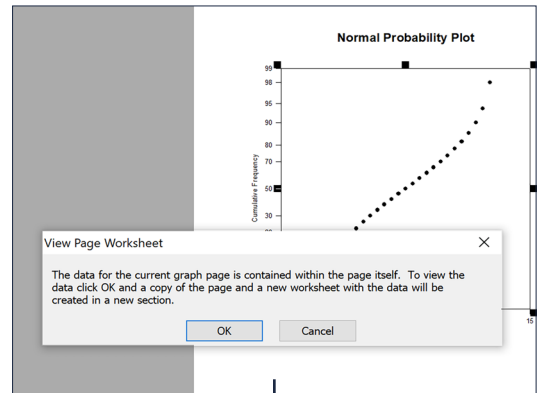 Normal Probability Plot
99
98
95
90
80
70
Cumulative Frequency
50
30
View Page Worksheet
The data for the current graph page is contained within the page itself.  To view the
data click OK and a copy of the page and a new worksheet with the data will be
created in a new section.
OK
Cancel
15